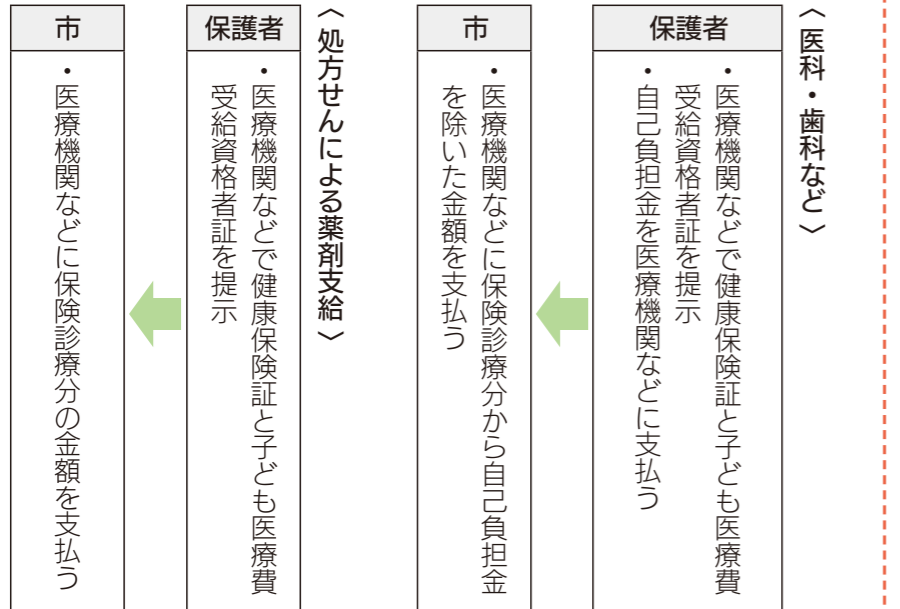 〈医科・歯科など〉
保護者
・医療機関などで健康保険証と子ども医療費
受給資格者証を提示
・自己負担金を医療機関などに支払う
市
・医療機関などに保険診療分から自己負担金
を除いた金額を支払う
〈処方せんによる薬剤支給〉
保護者
・医療機関などで健康保険証と子ども医療費
受給資格者証を提示
市
・医療機関などに保険診療分の金額を支払う